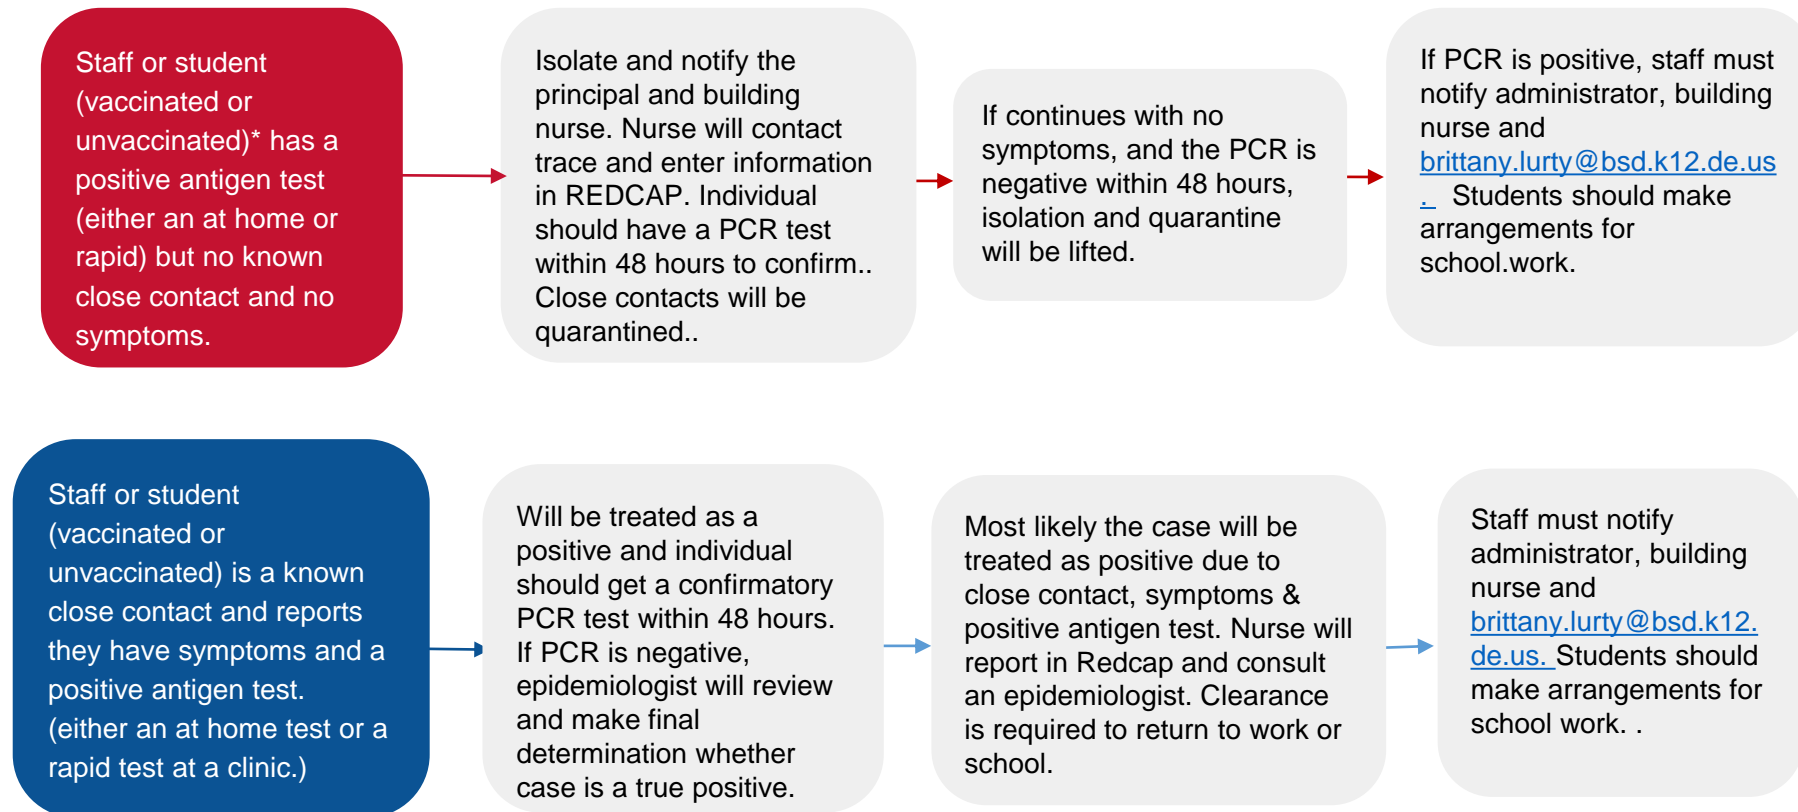 Staff or student
(vaccinated or
unvaccinated)* has a
positive antigen test
(either an at home or
rapid) but no known
close contact and no
symptoms.
Isolate and notify the
principal and building
nurse. Nurse will contact
trace and enter information
in REDCAP. Individual
should have a PCR test
within 48 hours to confirm..
Close contacts will be
quarantined..
If continues with no
symptoms, and the PCR is
negative within 48 hours,
isolation and quarantine
will be lifted.
If PCR is positive, staff must
notify administrator, building
nurse and
brittany.lurty@bsd.k12.de.us
. Students should make
arrangements for
school.work.
Staff or student
(vaccinated or
unvaccinated) is a known
close contact and reports
they have symptoms and a
positive antigen test.
(either an at home test or a
rapid test at a clinic.)
Will be treated as a
positive and individual
should get a confirmatory
PCR test within 48 hours.
If PCR is negative,
epidemiologist will review
and make final
determination whether
case is a true positive.
Most likely the case will be
treated as positive due to
close contact, symptoms &
positive antigen test. Nurse will
report in Redcap and consult
an epidemiologist. Clearance
is required to return to work or
school.
Staff must notify
administrator, building
nurse and
brittany.lurty@bsd.k12.
de.us. Students should
make arrangements for
school work. .